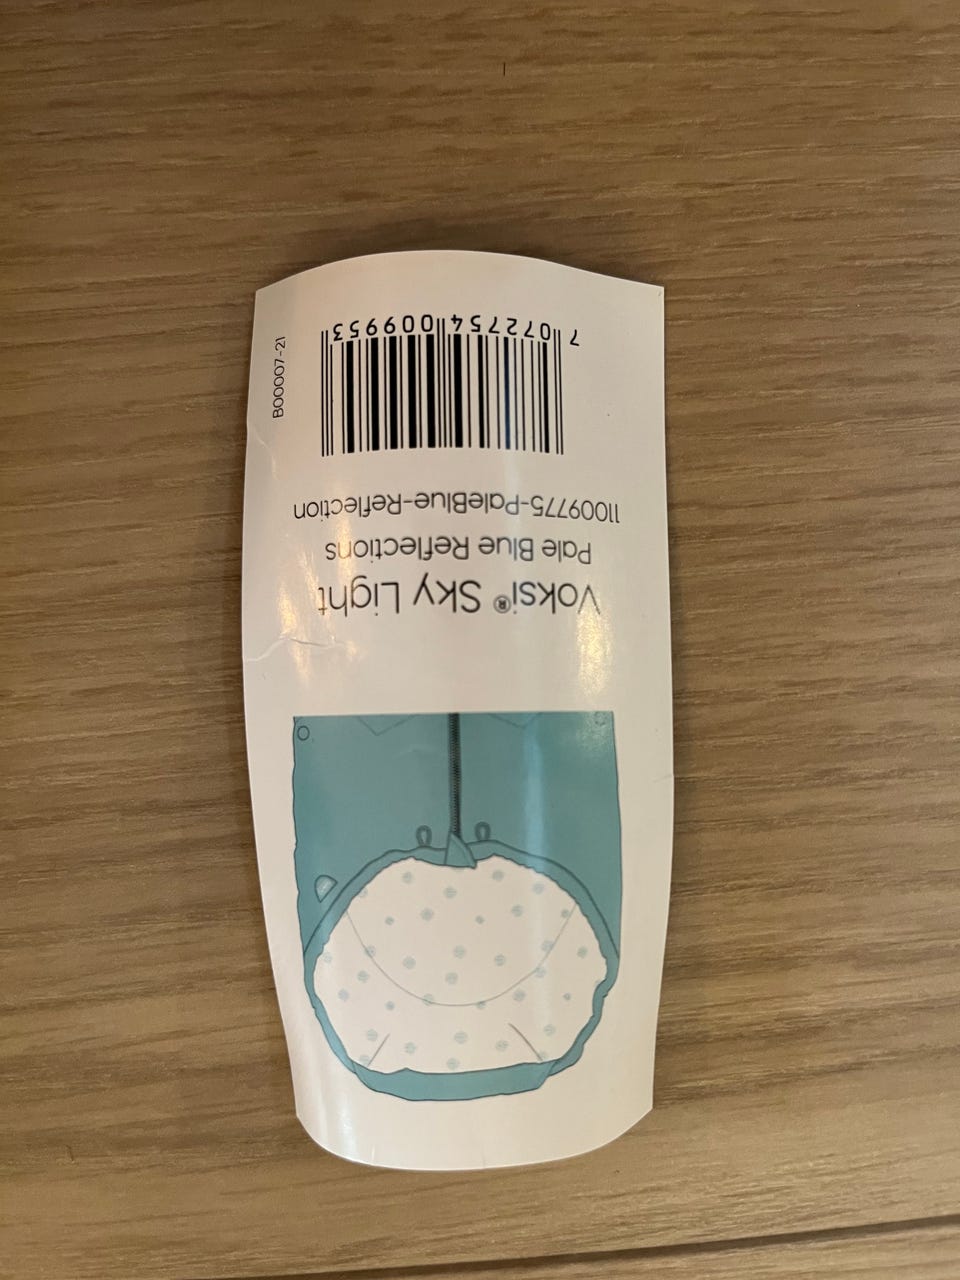 Voksi® Sky Light
Pale Blue Reflections
11009775-PaleBlue-Reflection
7 072754 009953
B00007-21